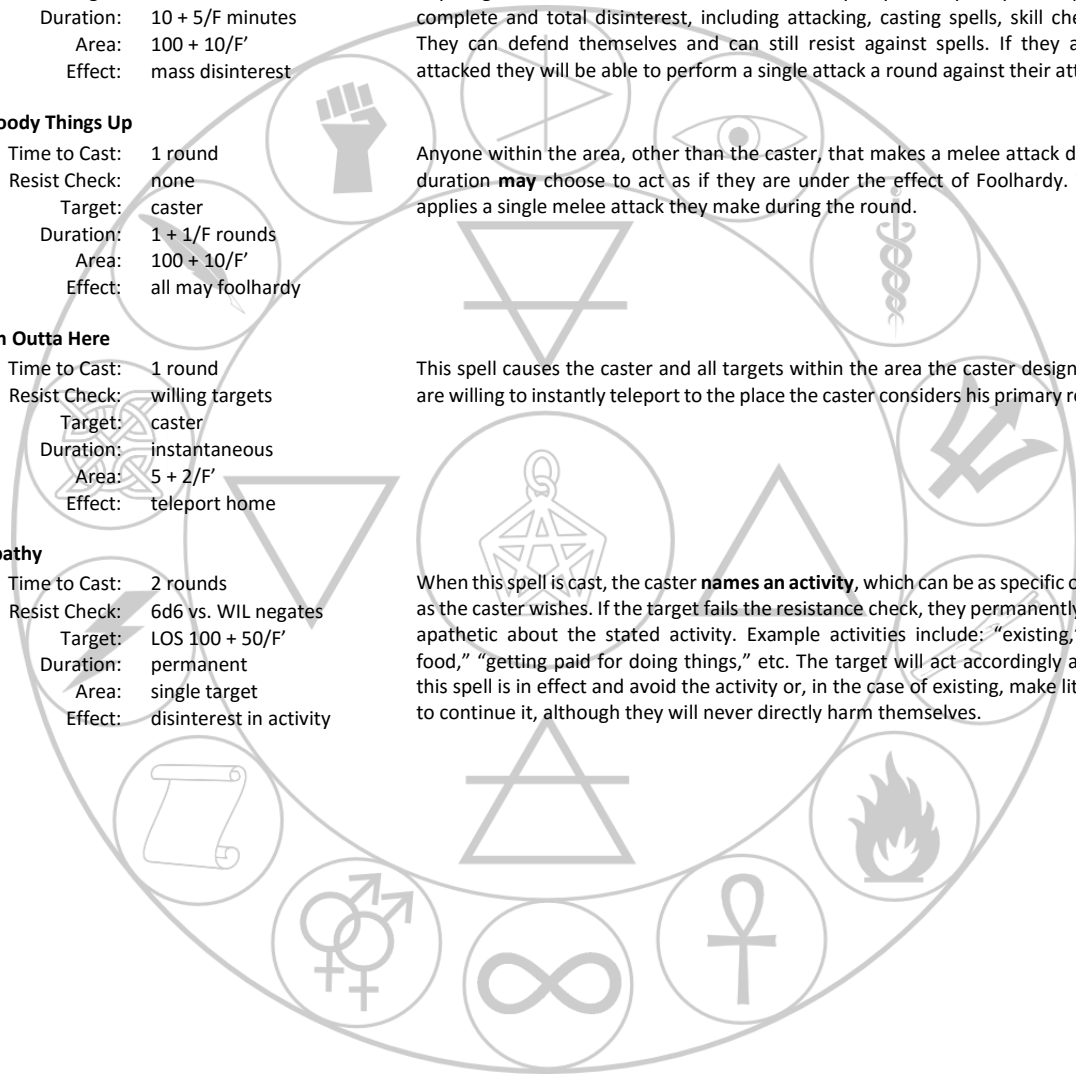 Duration: 10 + 5/F minutes
Area: 100 + 10/F’
Effect: mass disinterest
complete and total disinterest, including attacking, casting spells, skill
They can defend themselves and can still resist against spells. If they
attacked they will be able to perform a single attack a round against their
Things Up
Time to Cast: 1 round
Resist Check: none
Target: caster
Duration: 1 + 1/F rounds
Area: 100 + 10/F’
Effect: all may foolhardy
Anyone within the area, other than the caster, that makes a melee attack
duration may choose to act as if they are under the effect of Foolhardy.
applies a single melee attack they make during the round.
Outta Here
Time to Cast: 1 round
Resist Check: willing targets
Target: caster
Duration: instantaneous
Area: 5 + 2/F’
Effect: teleport home
This spell causes the caster and all targets within the area the caster
are willing to instantly teleport to the place the caster considers his primary
Time to Cast: 2 rounds
Resist Check: 6d6 vs. WIL negates
Target: LOS 100 + 50/F’
Duration: permanent
Area: single target
Effect: disinterest in activity
When this spell is cast, the caster names an activity, which can be as specific
as the caster wishes. If the target fails the resistance check, they permanently
apathetic about the stated activity. Example activities include: “existing,”
food,” “getting paid for doing things,” etc. The target will act accordingly
this spell is in effect and avoid the activity or, in the case of existing, make
to continue it, although they will never directly harm themselves.